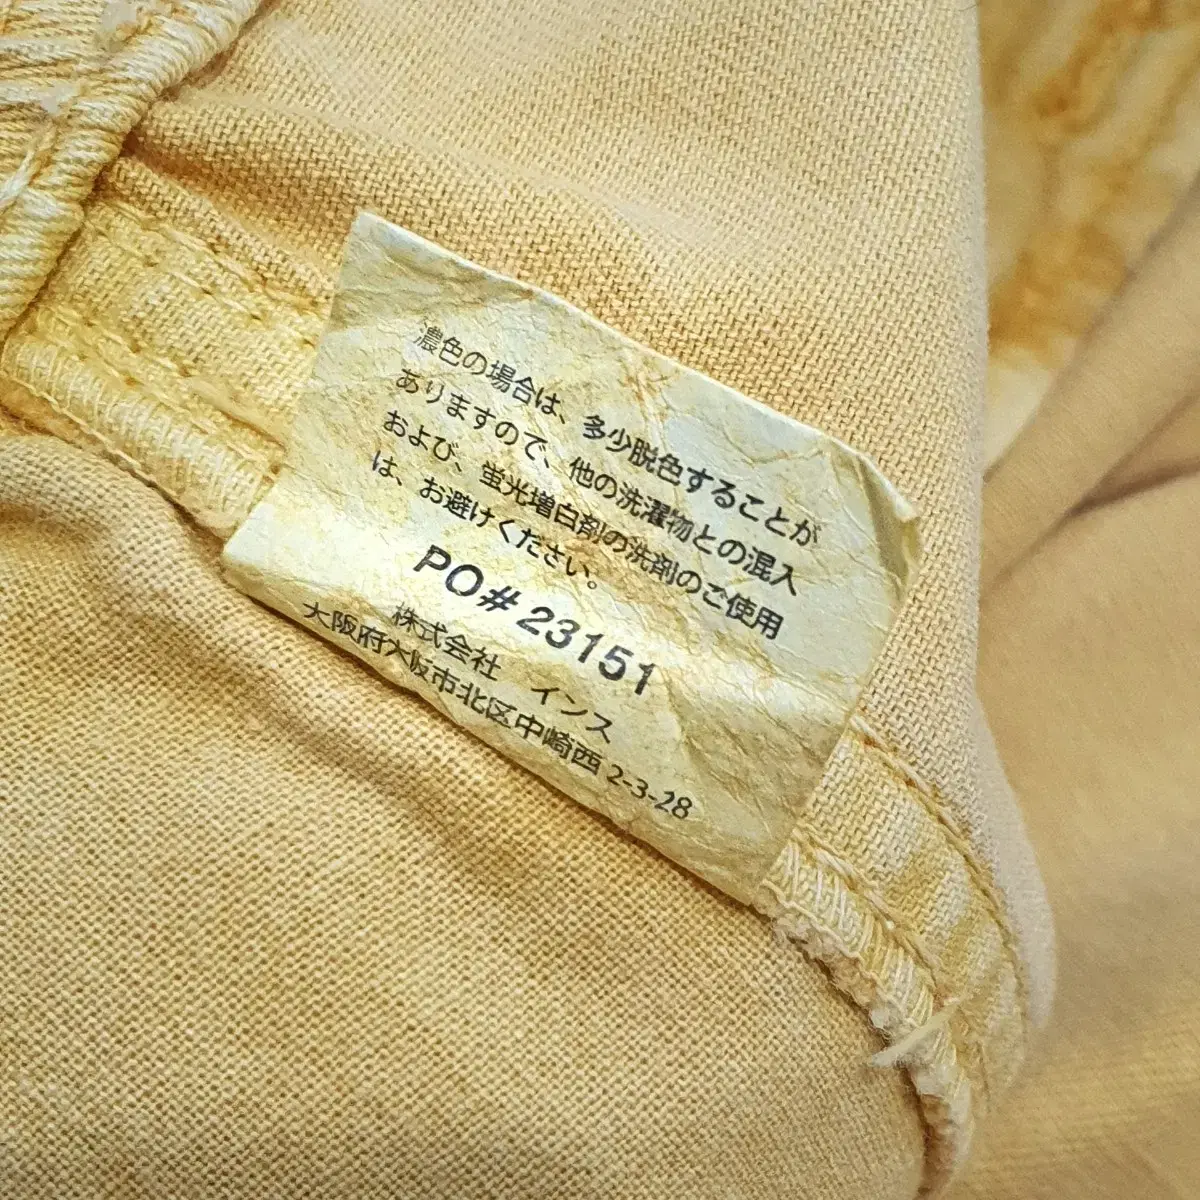 濃色の場合は、多少脱色することが
ありますので、他の洗濯物との混入
および、蛍光増白剤の洗剤のご使用
は、お避けください。
PO# 23151
株式会社 インス
大阪府大阪市北区中崎西 2-3-28